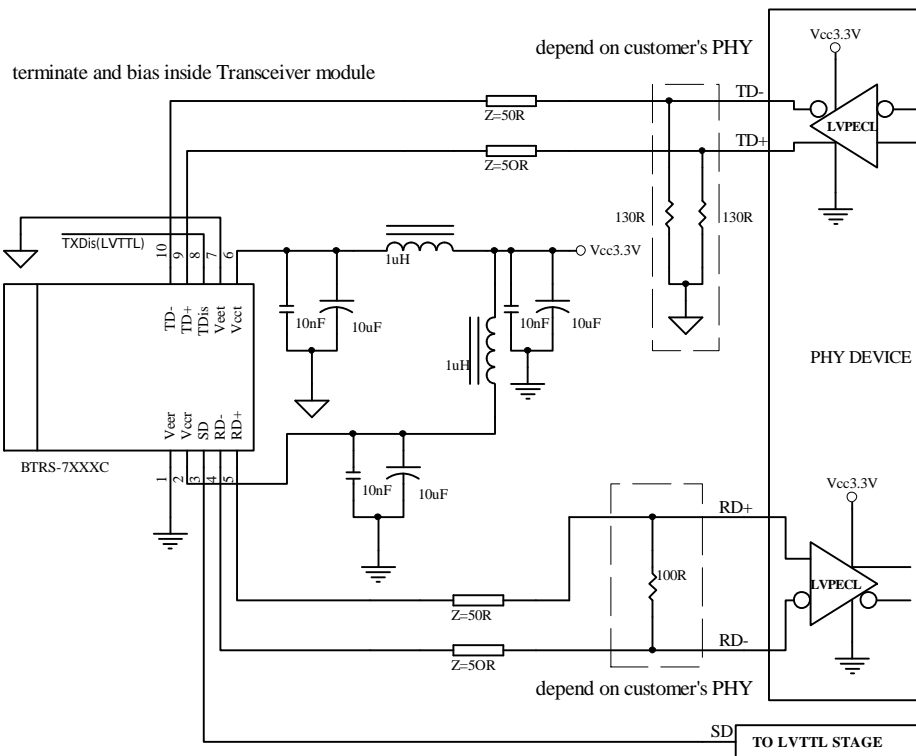 depend on customer's PHY
Vcc3.3V
terminate and bias inside Transceiver module
TD-
Z=50R
LVPECL
TD+
Z=5OR
130R
130R
TXDis(LVTTL)
10
9
8
7
6
1uH
Vcc3.3V
TD-
TD+
TDis
Veet
Vcct
10nF
10uF
10nF
10uF
1uH
PHY DEVICE
Veer
Vccr
SD
RD-
RD+
BTRS-7XXXC
1
2
3
4
5
10nF
10uF
Vcc3.3V
RD+
100R
LVPECL
Z=50R
RD-
Z=5OR
depend on customer's PHY
SD
TO LVTTL STAGE